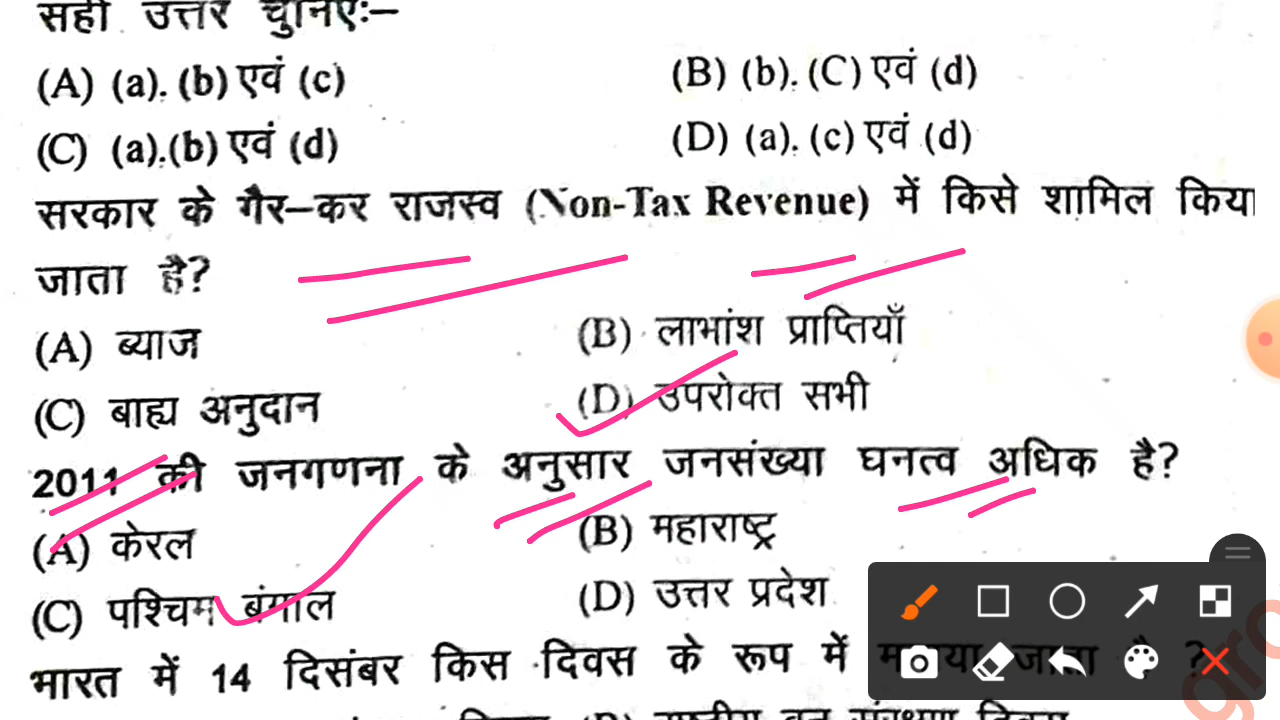 सही उत्तर चुनिएः–
(A) (a). (b) एवं (c) (B) (b). (C) एवं (d)
(C) (a).(b) एवं (d) (D) (a). (c) एवं (d)
सरकार के गैर–कर राजस्व (Non-Tax Revenue) में किसे शामिल किया
जाता है?
(A) ब्याज (B) लाभांश प्राप्तियाँ
(C) बाह्य अनुदान (D) उपरोक्त सभी
2011 की जनगणना के अनुसार जनसंख्या घनत्व अधिक है?
(A) केरल (B) महाराष्ट्र
(C) पश्चिम बंगाल (D) उत्तर प्रदेश
भारत में 14 दिसंबर किस दिवस के रूप में मनाया जाता है ?